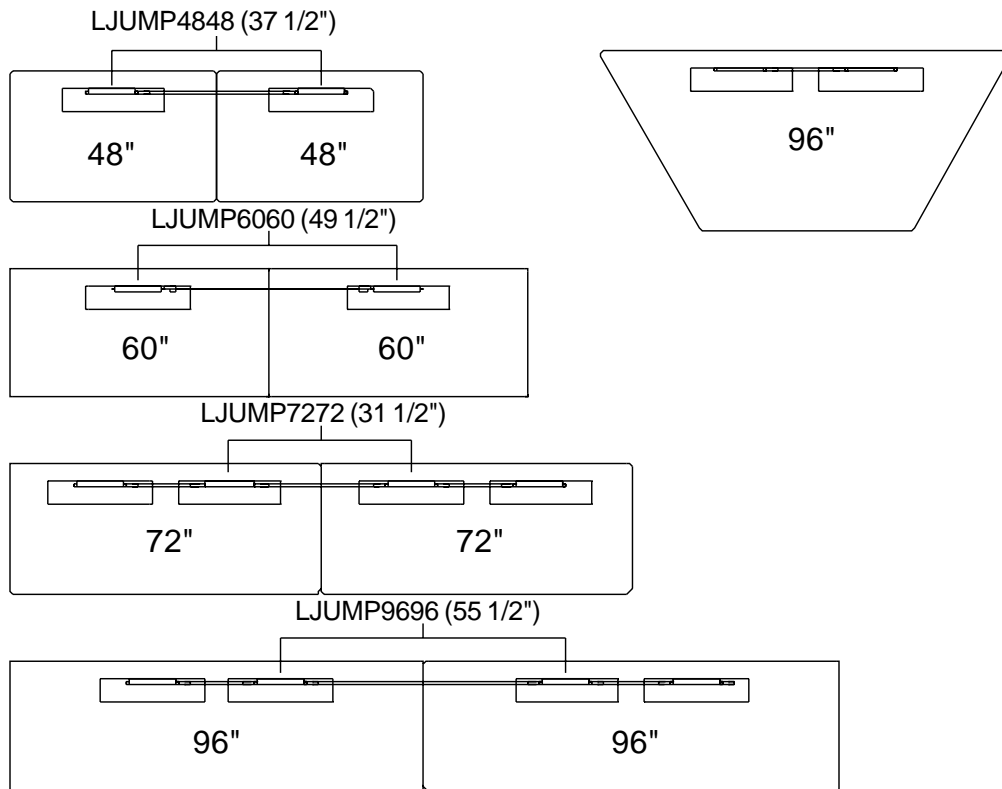 LJUMP4848 (37 1/2")
48"
48"
96"
LJUMP6060 (49 1/2")
60"
60"
LJUMP7272 (31 1/2")
72"
72"
LJUMP9696 (55 1/2")
96"
96"